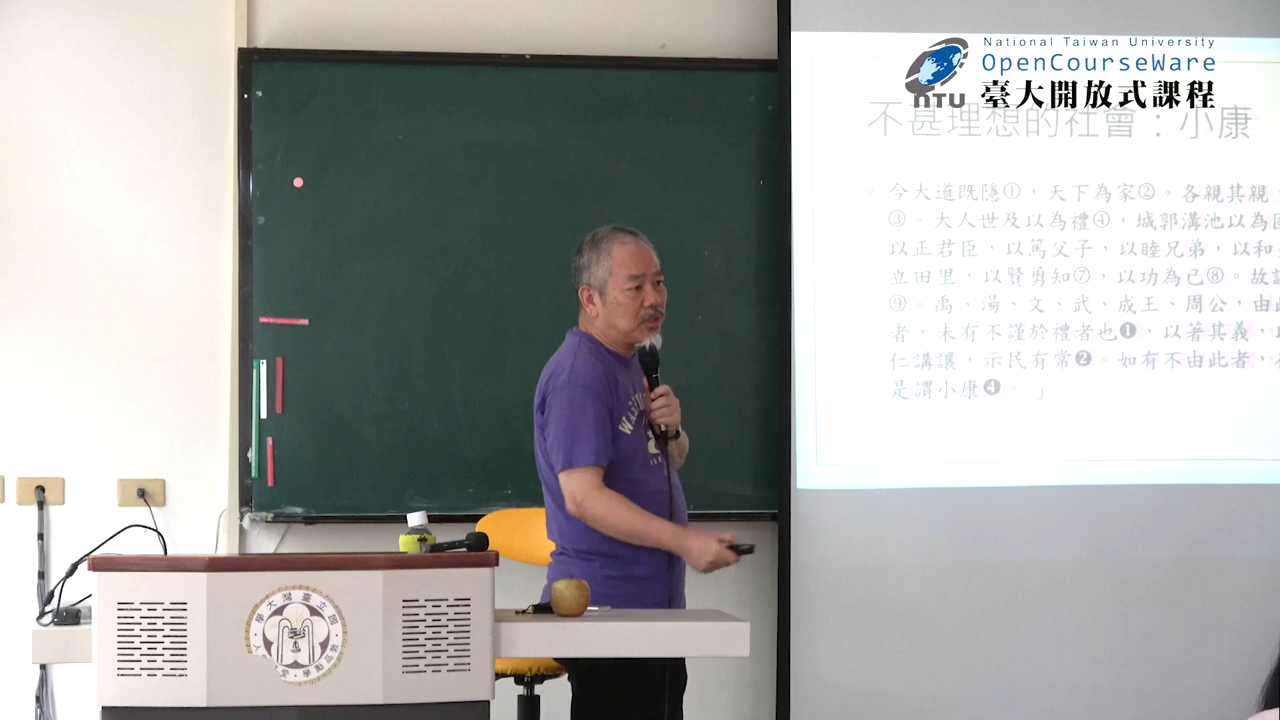 National Taiwan University
OpenCourseWare
臺大開放式課程
NTU
不甚理想的社會：小康
今大道既隱①，天下為家②。各親其親，
③。大人世及以為禮④，城郭溝池以為
以正君臣，以篤父子，以睦兄弟，以和
立田里，以賢勇知⑦，以功為己⑧。故
⑨。禹、湯、文、武、成王、周公，由
者，未有不謹於禮者也❶，以著其義，
仁講讓，示民有常❷。如有不由此者，
是謂小康❹。」